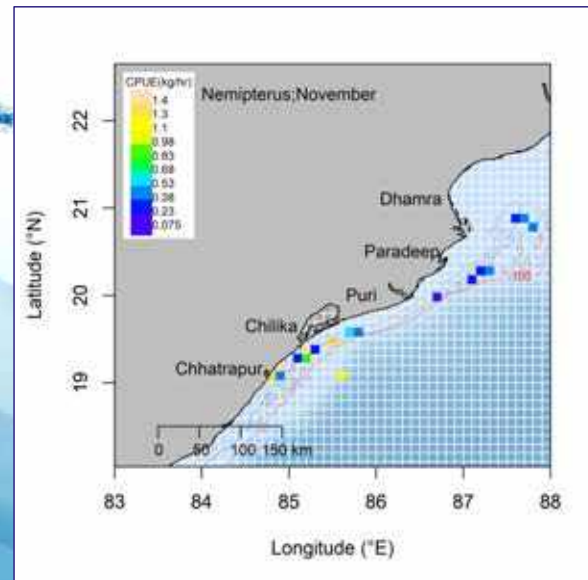 CPUE(kg/hr)
Nemipterus;November
1.4
1.3
1.1
0.98
0.83
0.68
0.53
0.38
0.23
0.075
22
21
20
19
Latitude (°N)
Dhamra
Paradeep
Puri
Chilika
Chhatrapur
100
0 50 100 150 km
83 84 85 86 87 88
Longitude (°E)